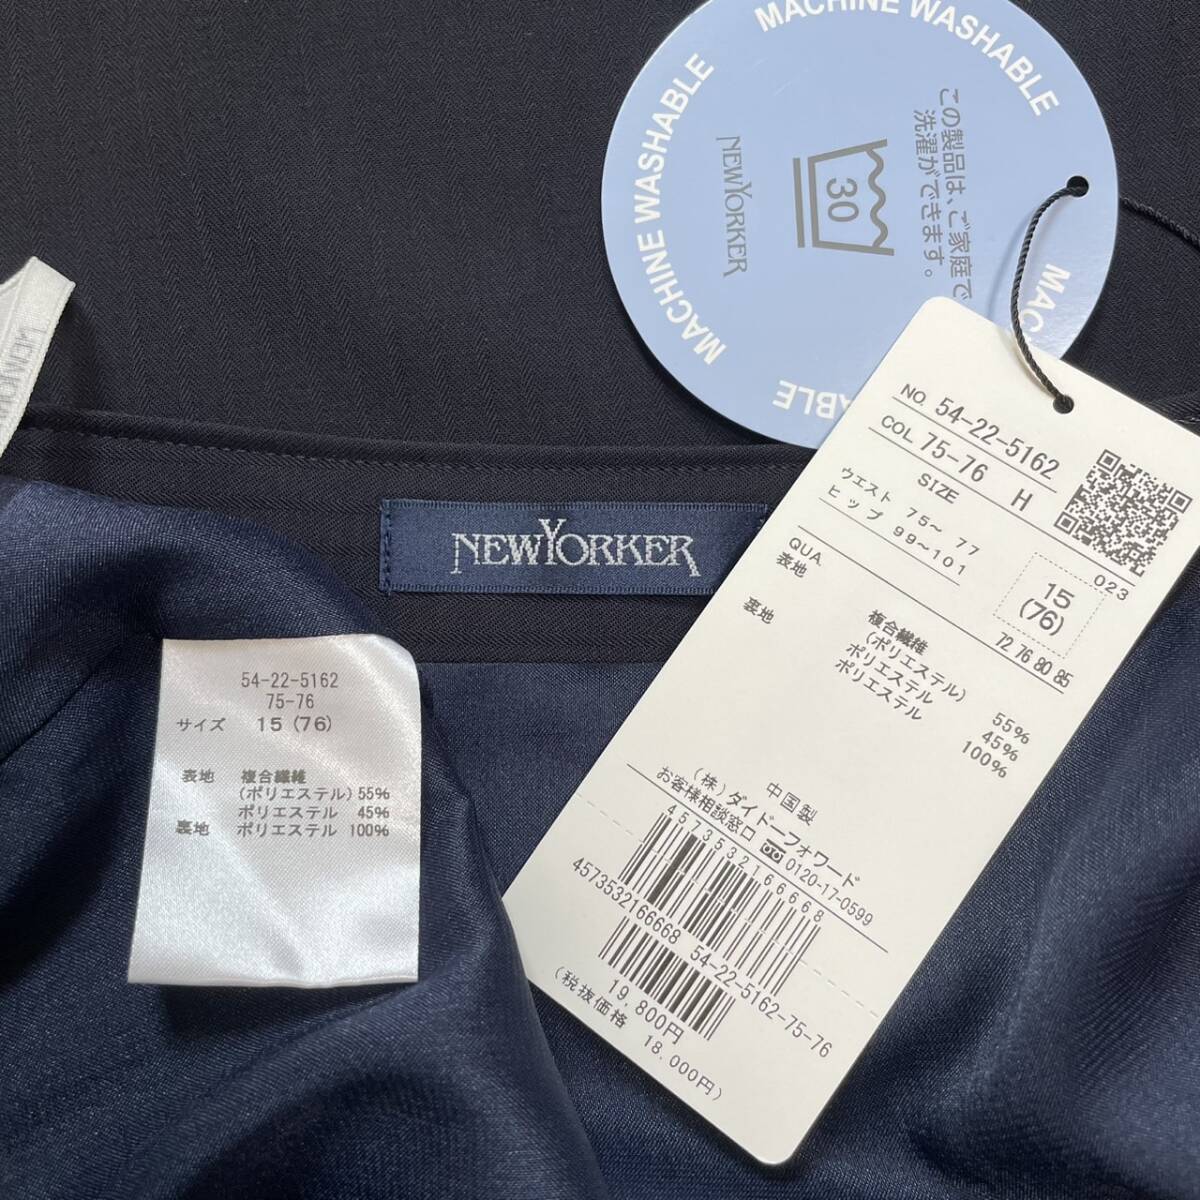 MACHINE WASHABLE
MACHINE WASHABLE
この製品は、ご家庭で
洗濯ができます。
30
NEWYORKER
NO. 54-22-5162
COL 75-76 H
SIZE
ウエスト 75〜 77
ヒップ 99〜101
023
15
(76)
72 76 80 85
QUA.
表地 複合繊維
(ポリエステル) 55%
ポリエステル 45%
裏地 ポリエステル 100%
中国製
(株)ダイドーフォワード
お客様相談窓口 0120-17-0599
4573532166668
4573532166668 54-22-5162-75-76
19,800円
(税抜価格 18,000円)
NEWYORKER
54-22-5162
75-76
サイズ 15(76)
表地 複合繊維
(ポリエステル) 55%
ポリエステル 45%
裏地 ポリエステル 100%